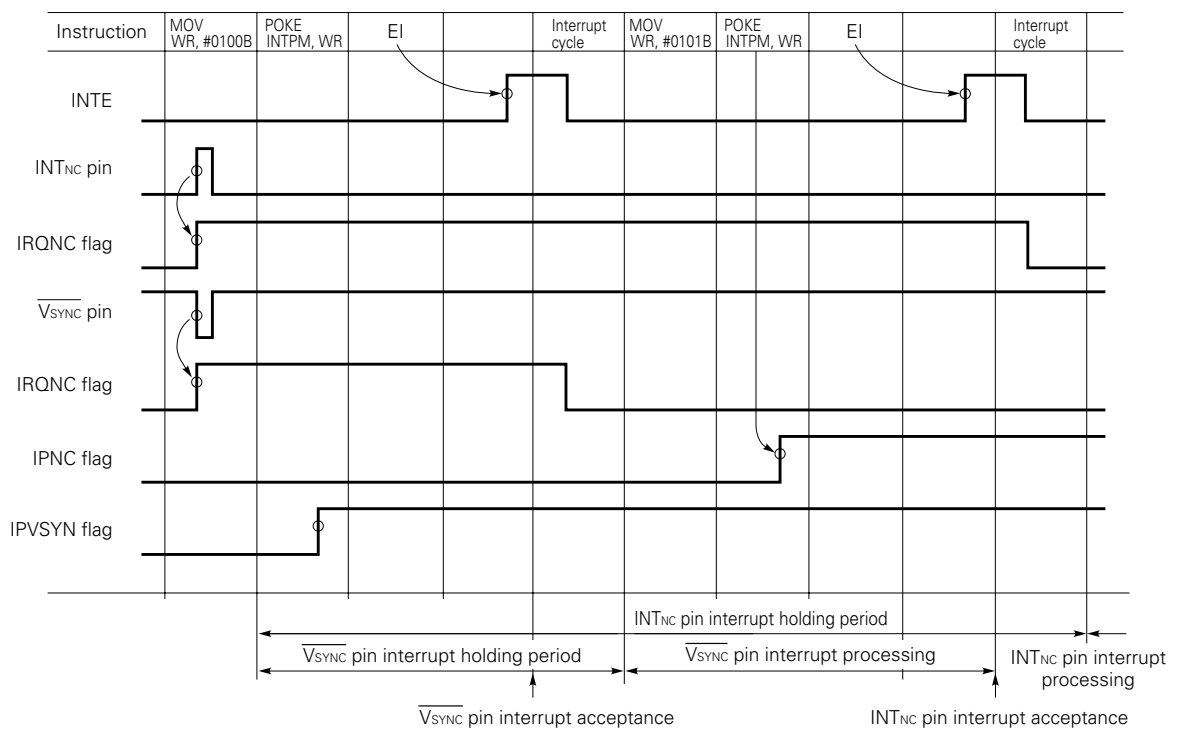 Instruction
MOV
WR, #0100B
POKE
INTPM, WR
EI
Interrupt
cycle
MOV
WR, #0101B
POKE
INTPM, WR
EI
Interrupt
cycle
INTE
INTNC pin
IRQNC flag
VSYNC pin
IRQNC flag
IPNC flag
IPVSYN flag
INTNC pin interrupt holding period
VSYNC pin interrupt holding period
VSYNC pin interrupt processing
INTNC pin interrupt
processing
VSYNC pin interrupt acceptance
INTNC pin interrupt acceptance